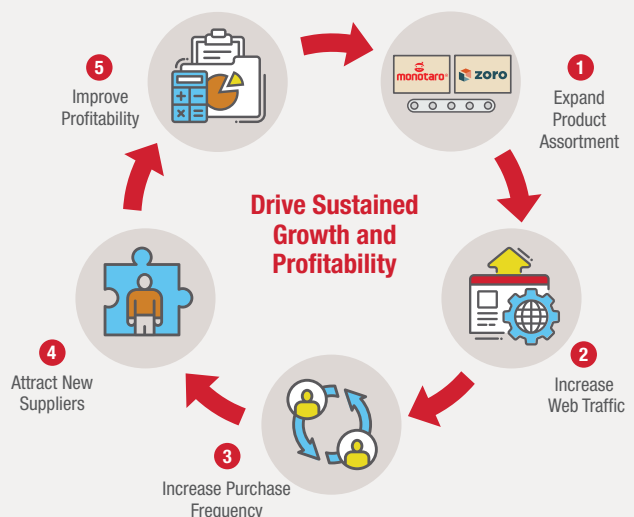 5
Improve
Profitability
monotaro
zoro
1
Expand
Product
Assortment
Drive Sustained
Growth and
Profitability
4
Attract New
Suppliers
2
Increase
Web Traffic
3
Increase Purchase
Frequency